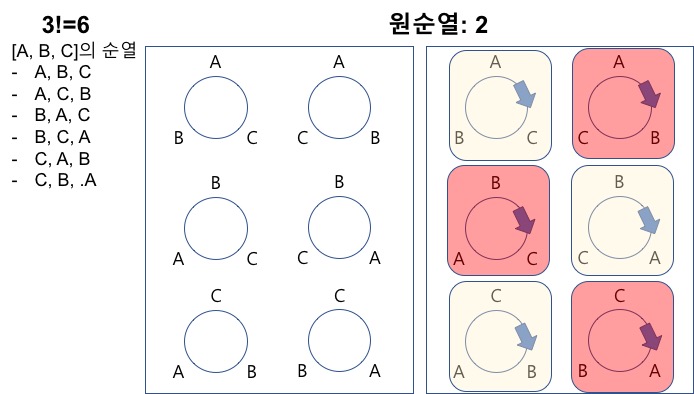 3!=6
[A, B, C]의 순열
- A, B, C
- A, C, B
- B, A, C
- B, C, A
- C, A, B
- C, B, .A
원순열: 2
A A
B C C B
B B
A C C A
C C
A B B A
A A
B C C B
B B
A C C A
C C
A B B A